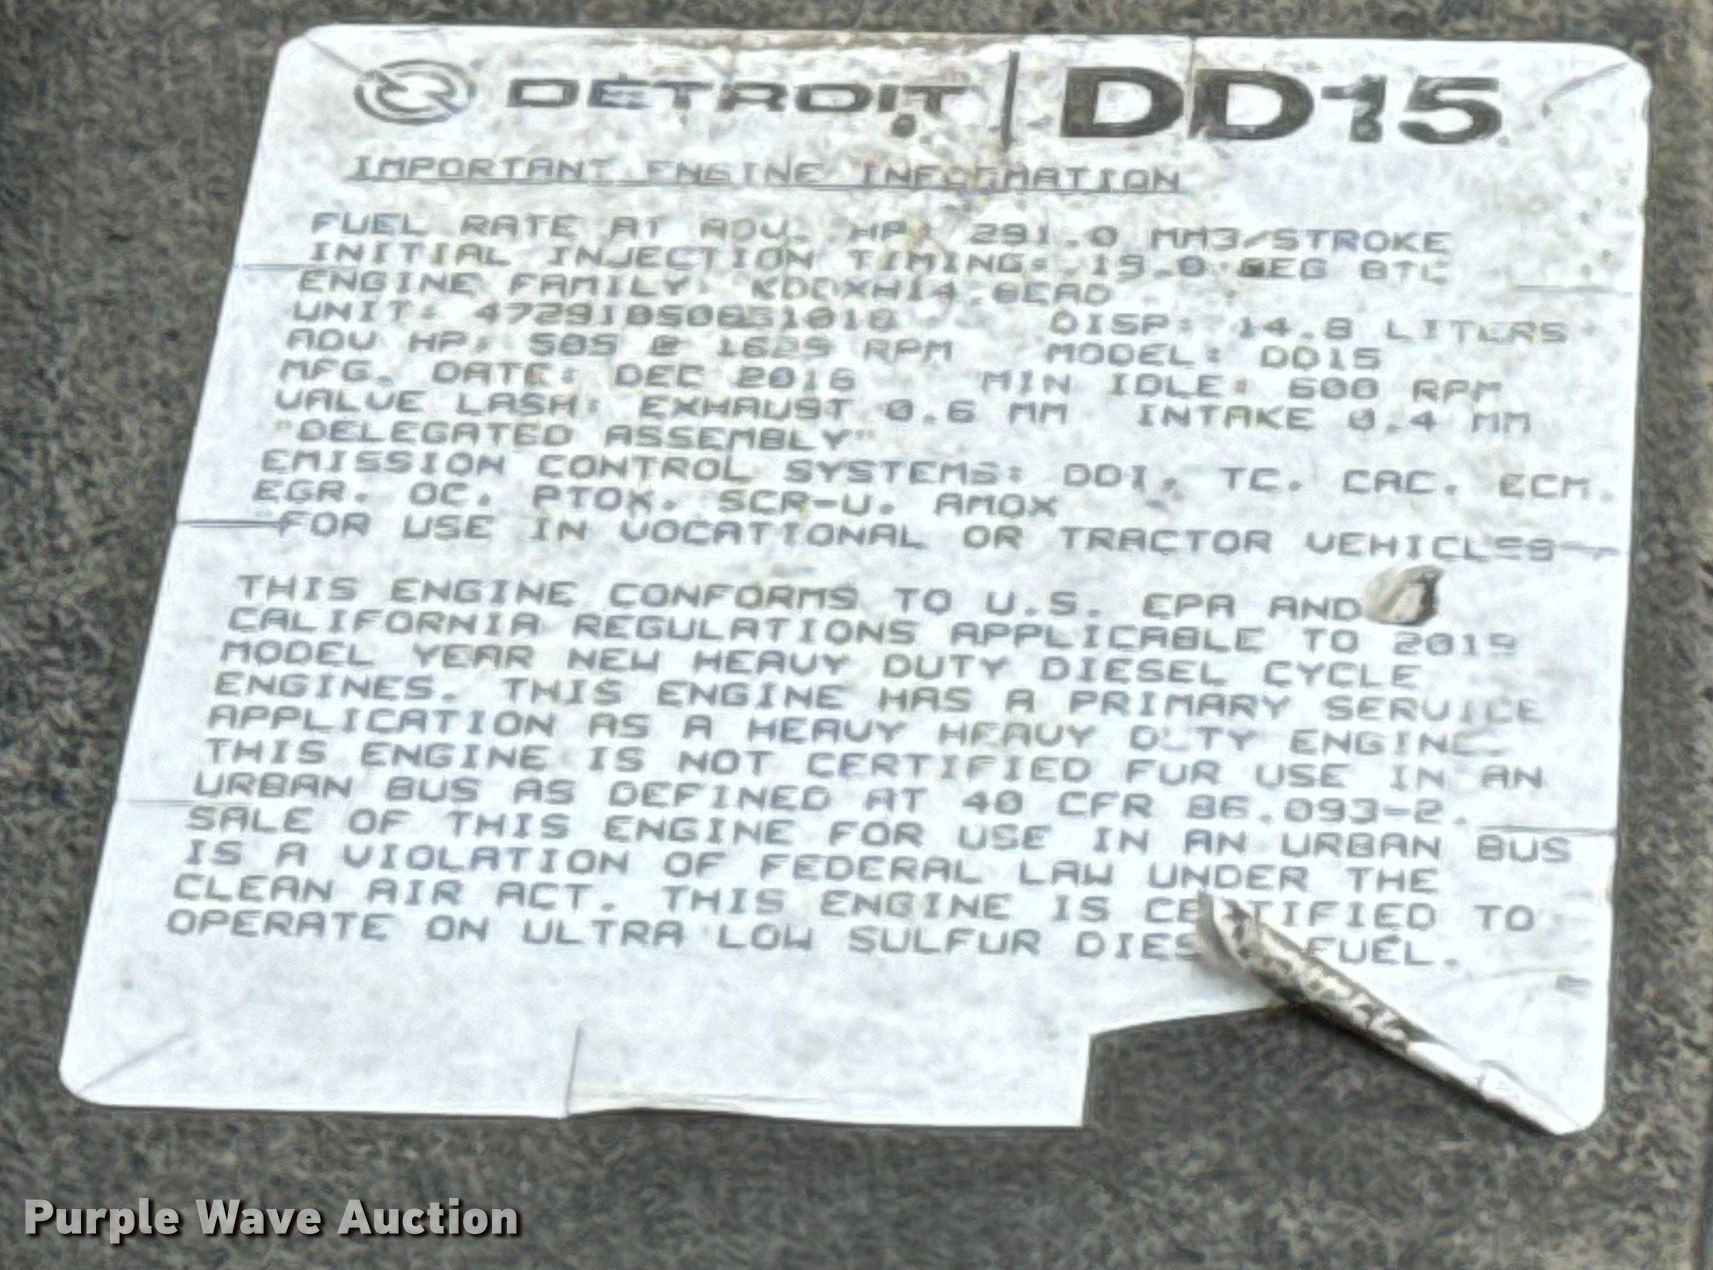 DETROIT | DD15
IMPORTANT ENGINE INFORMATION
FUEL RATE AT ADV. HP: 291.0 MM3/STROKE
INITIAL INJECTION TIMING: 19.0 DEG BTC
ENGINE FAMILY:
UNIT: DISP: 14.8 LITERS
ADV HP: 505 @ 1625 RPM MODEL: DD15
MFG. DATE: DEC 2018 MIN IDLE: 600 RPM
VALVE LASH: EXHAUST 0.6 MM INTAKE 0.4 MM
"DELEGATED ASSEMBLY"
EMISSION CONTROL SYSTEMS: DDI, TC, CAC, ECM,
EGR, OC, PTOX, SCR-U, AMOX
FOR USE IN VOCATIONAL OR TRACTOR VEHICLES
THIS ENGINE CONFORMS TO U.S. EPA AND
CALIFORNIA REGULATIONS APPLICABLE TO 2019
MODEL YEAR NEW HEAVY DUTY DIESEL CYCLE
ENGINES. THIS ENGINE HAS A PRIMARY SERVICE
APPLICATION AS A HEAVY HEAVY DUTY ENGINE.
THIS ENGINE IS NOT CERTIFIED FOR USE IN AN
URBAN BUS AS DEFINED AT 40 CFR 86.093-2.
SALE OF THIS ENGINE FOR USE IN AN URBAN BUS
IS A VIOLATION OF FEDERAL LAW UNDER THE
CLEAN AIR ACT. THIS ENGINE IS CERTIFIED TO
OPERATE ON ULTRA LOW SULFUR DIESEL FUEL.
Purple Wave Auction